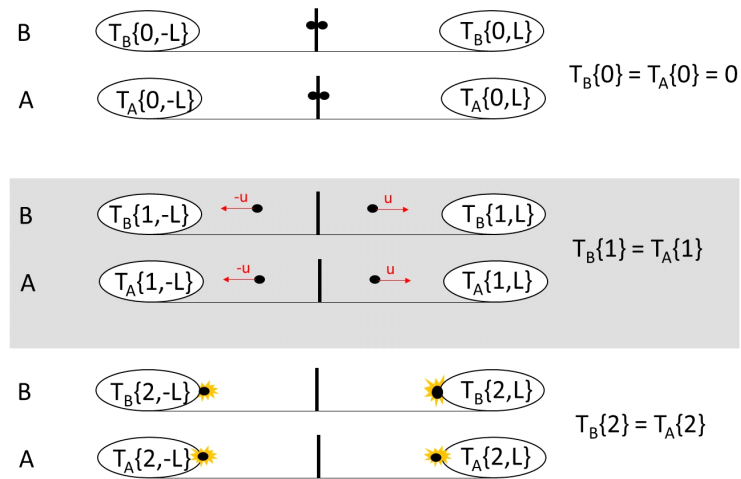 B T_B{0,-L} T_B{0,L}
T_B{0} = T_A{0} = 0
A T_A{0,-L} T_A{0,L}
-u u
B T_B{1,-L} T_B{1,L}
T_B{1} = T_A{1}
-u u
A T_A{1,-L} T_A{1,L}
B T_B{2,-L} T_B{2,L}
T_B{2} = T_A{2}
A T_A{2,-L} T_A{2,L}